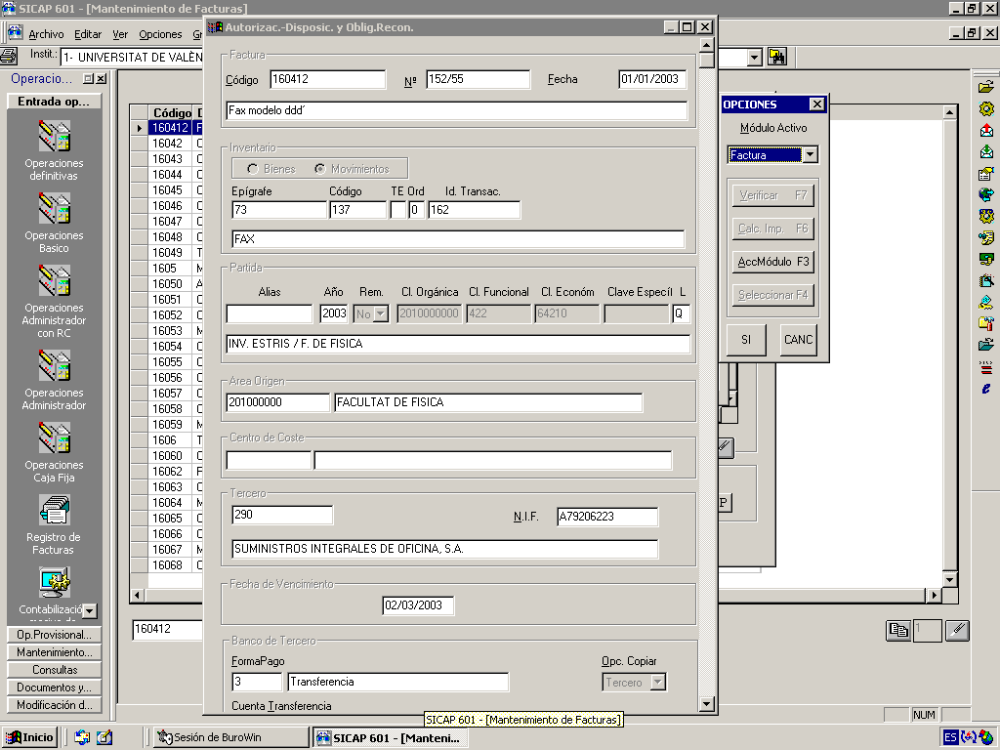 SICAP 601 - [Mantenimiento de Facturas]
Archivo Editar Ver Opciones
Instit.: 1- UNIVERSITAT DE VALÈN
Operacio...
Entrada op...
Operaciones
definitivas
Operaciones
Basico
Operaciones
Administrador
con RC
Operaciones
Administrador
Operaciones
Caja Fija
Registro de
Facturas
Contabilizació
Op.Provisional...
Mantenimiento...
Consultas
Documentos y...
Modificación d...
Código D
160412 F
16042 C
16043 C
16044 C
16045 C
16046 C
16047 C
16048 C
16049 T
1605 M
16050 A
16051 C
16052 C
16053 M
16054 C
16055 C
16056 C
16057 C
16058 C
16059 M
1606 T
16060 C
16062 F
16063 C
16064 M
16065 C
16066 C
16067 M
16068 C
160412
Autorizac.-Disposic. y Oblig.Recon.
Factura
Código 160412 Nº 152/55 Fecha 01/01/2003
Fax modelo ddd´
Inventario
Bienes Movimientos
Epígrafe Código TE Ord Id. Transac.
73 137 0 162
FAX
Partida
Alias Año Rem. Cl. Orgánica Cl. Funcional Cl. Económ Clave Específ L
2003 No 2010000000 422 64210 Q
INV. ESTRIS / F. DE FISICA
Area Origen
201000000 FACULTAT DE FISICA
Centro de Coste
Tercero
290 N.I.F. A79206223
SUMINISTROS INTEGRALES DE OFICINA, S.A.
Fecha de Vencimiento
02/03/2003
Banco de Tercero
FormaPago Opc. Copiar
3 Transferencia Tercero
Cuenta Transferencia
OPCIONES
Módulo Activo
Factura
Verificar F7
Calc. Imp. F6
AccMódulo F3
Seleccionar F4
SI CANC
P
1
SICAP 601 - [Mantenimiento de Facturas]
NUM
Inicio Sesión de BuroWin SICAP 601 - [Manteni... ES